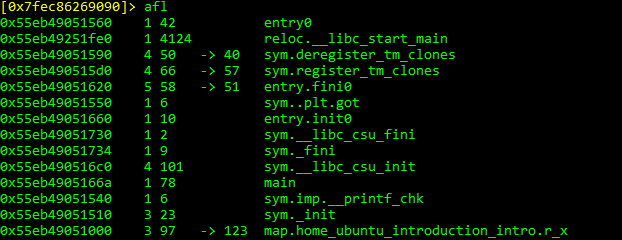 [0x7fec86269090]> afl
0x55eb49051560 1 42 entry0
0x55eb49251fe0 1 4124 reloc.__libc_start_main
0x55eb49051590 4 50 -> 40 sym.deregister_tm_clones
0x55eb490515d0 4 66 -> 57 sym.register_tm_clones
0x55eb49051620 5 58 -> 51 entry.fini0
0x55eb49051550 1 6 sym..plt.got
0x55eb49051660 1 10 entry.init0
0x55eb49051730 1 2 sym.__libc_csu_fini
0x55eb49051734 1 9 sym._fini
0x55eb490516c0 4 101 sym.__libc_csu_init
0x55eb4905166a 1 78 main
0x55eb49051540 1 6 sym.imp.__printf_chk
0x55eb49051510 3 23 sym._init
0x55eb49051000 3 97 -> 123 map.home_ubuntu_introduction_intro.r_x